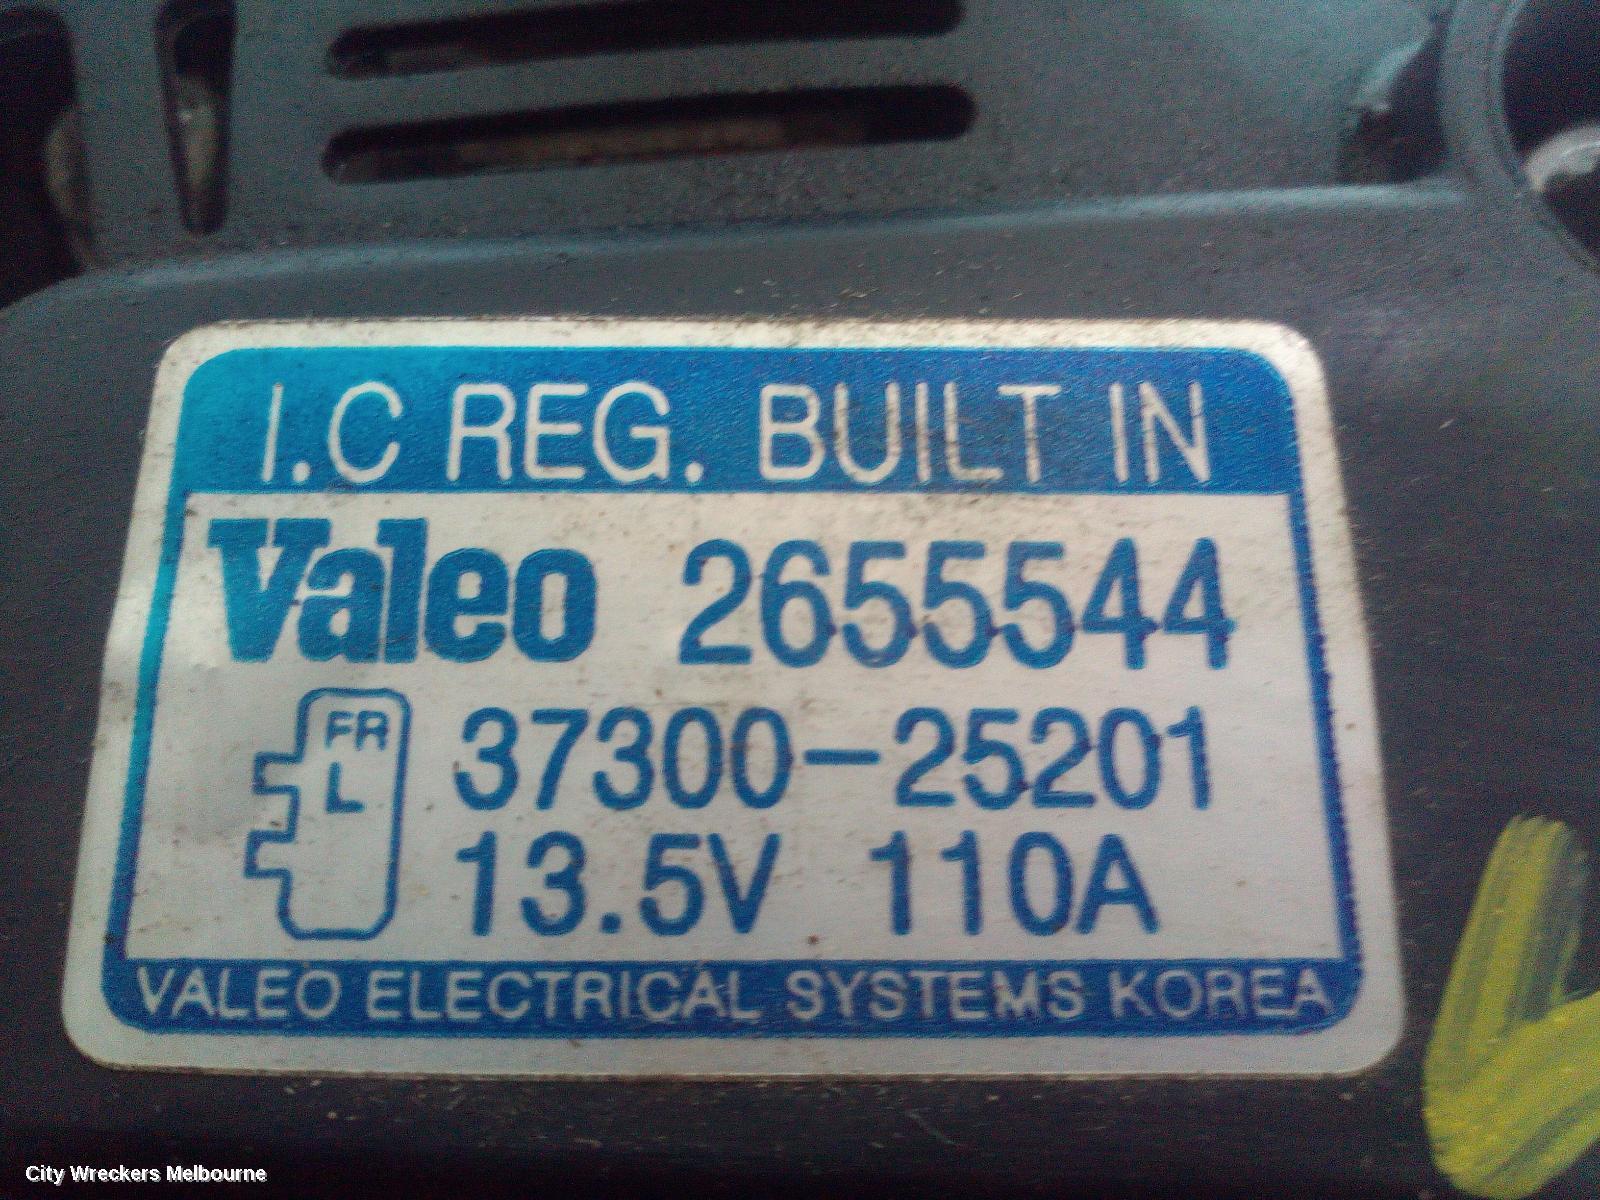 I.C REG. BUILT IN
Valeo 2655544
FR
L
37300-25201
13.5V 110A
VALEO ELECTRICAL SYSTEMS KOREA
City Wreckers Melbourne